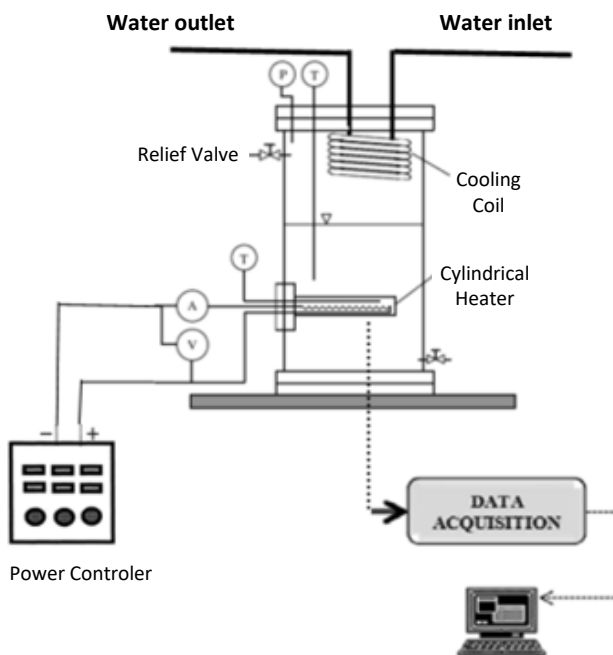 Water outlet
Water inlet
P
T
Relief Valve
Cooling
Coil
T
Cylindrical
Heater
A
V
− +
DATA
ACQUISITION
Power Controler